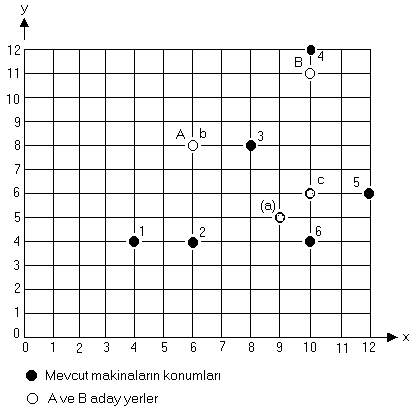 y
12
4
11
B
10
9
8
A b
3
7
6
c
5
5
(a)
4
1
2
6
3
2
1
0
0 1 2 3 4 5 6 7 8 9 10 11 12
x
Mevcut makinaların konumları
A ve B aday yerler